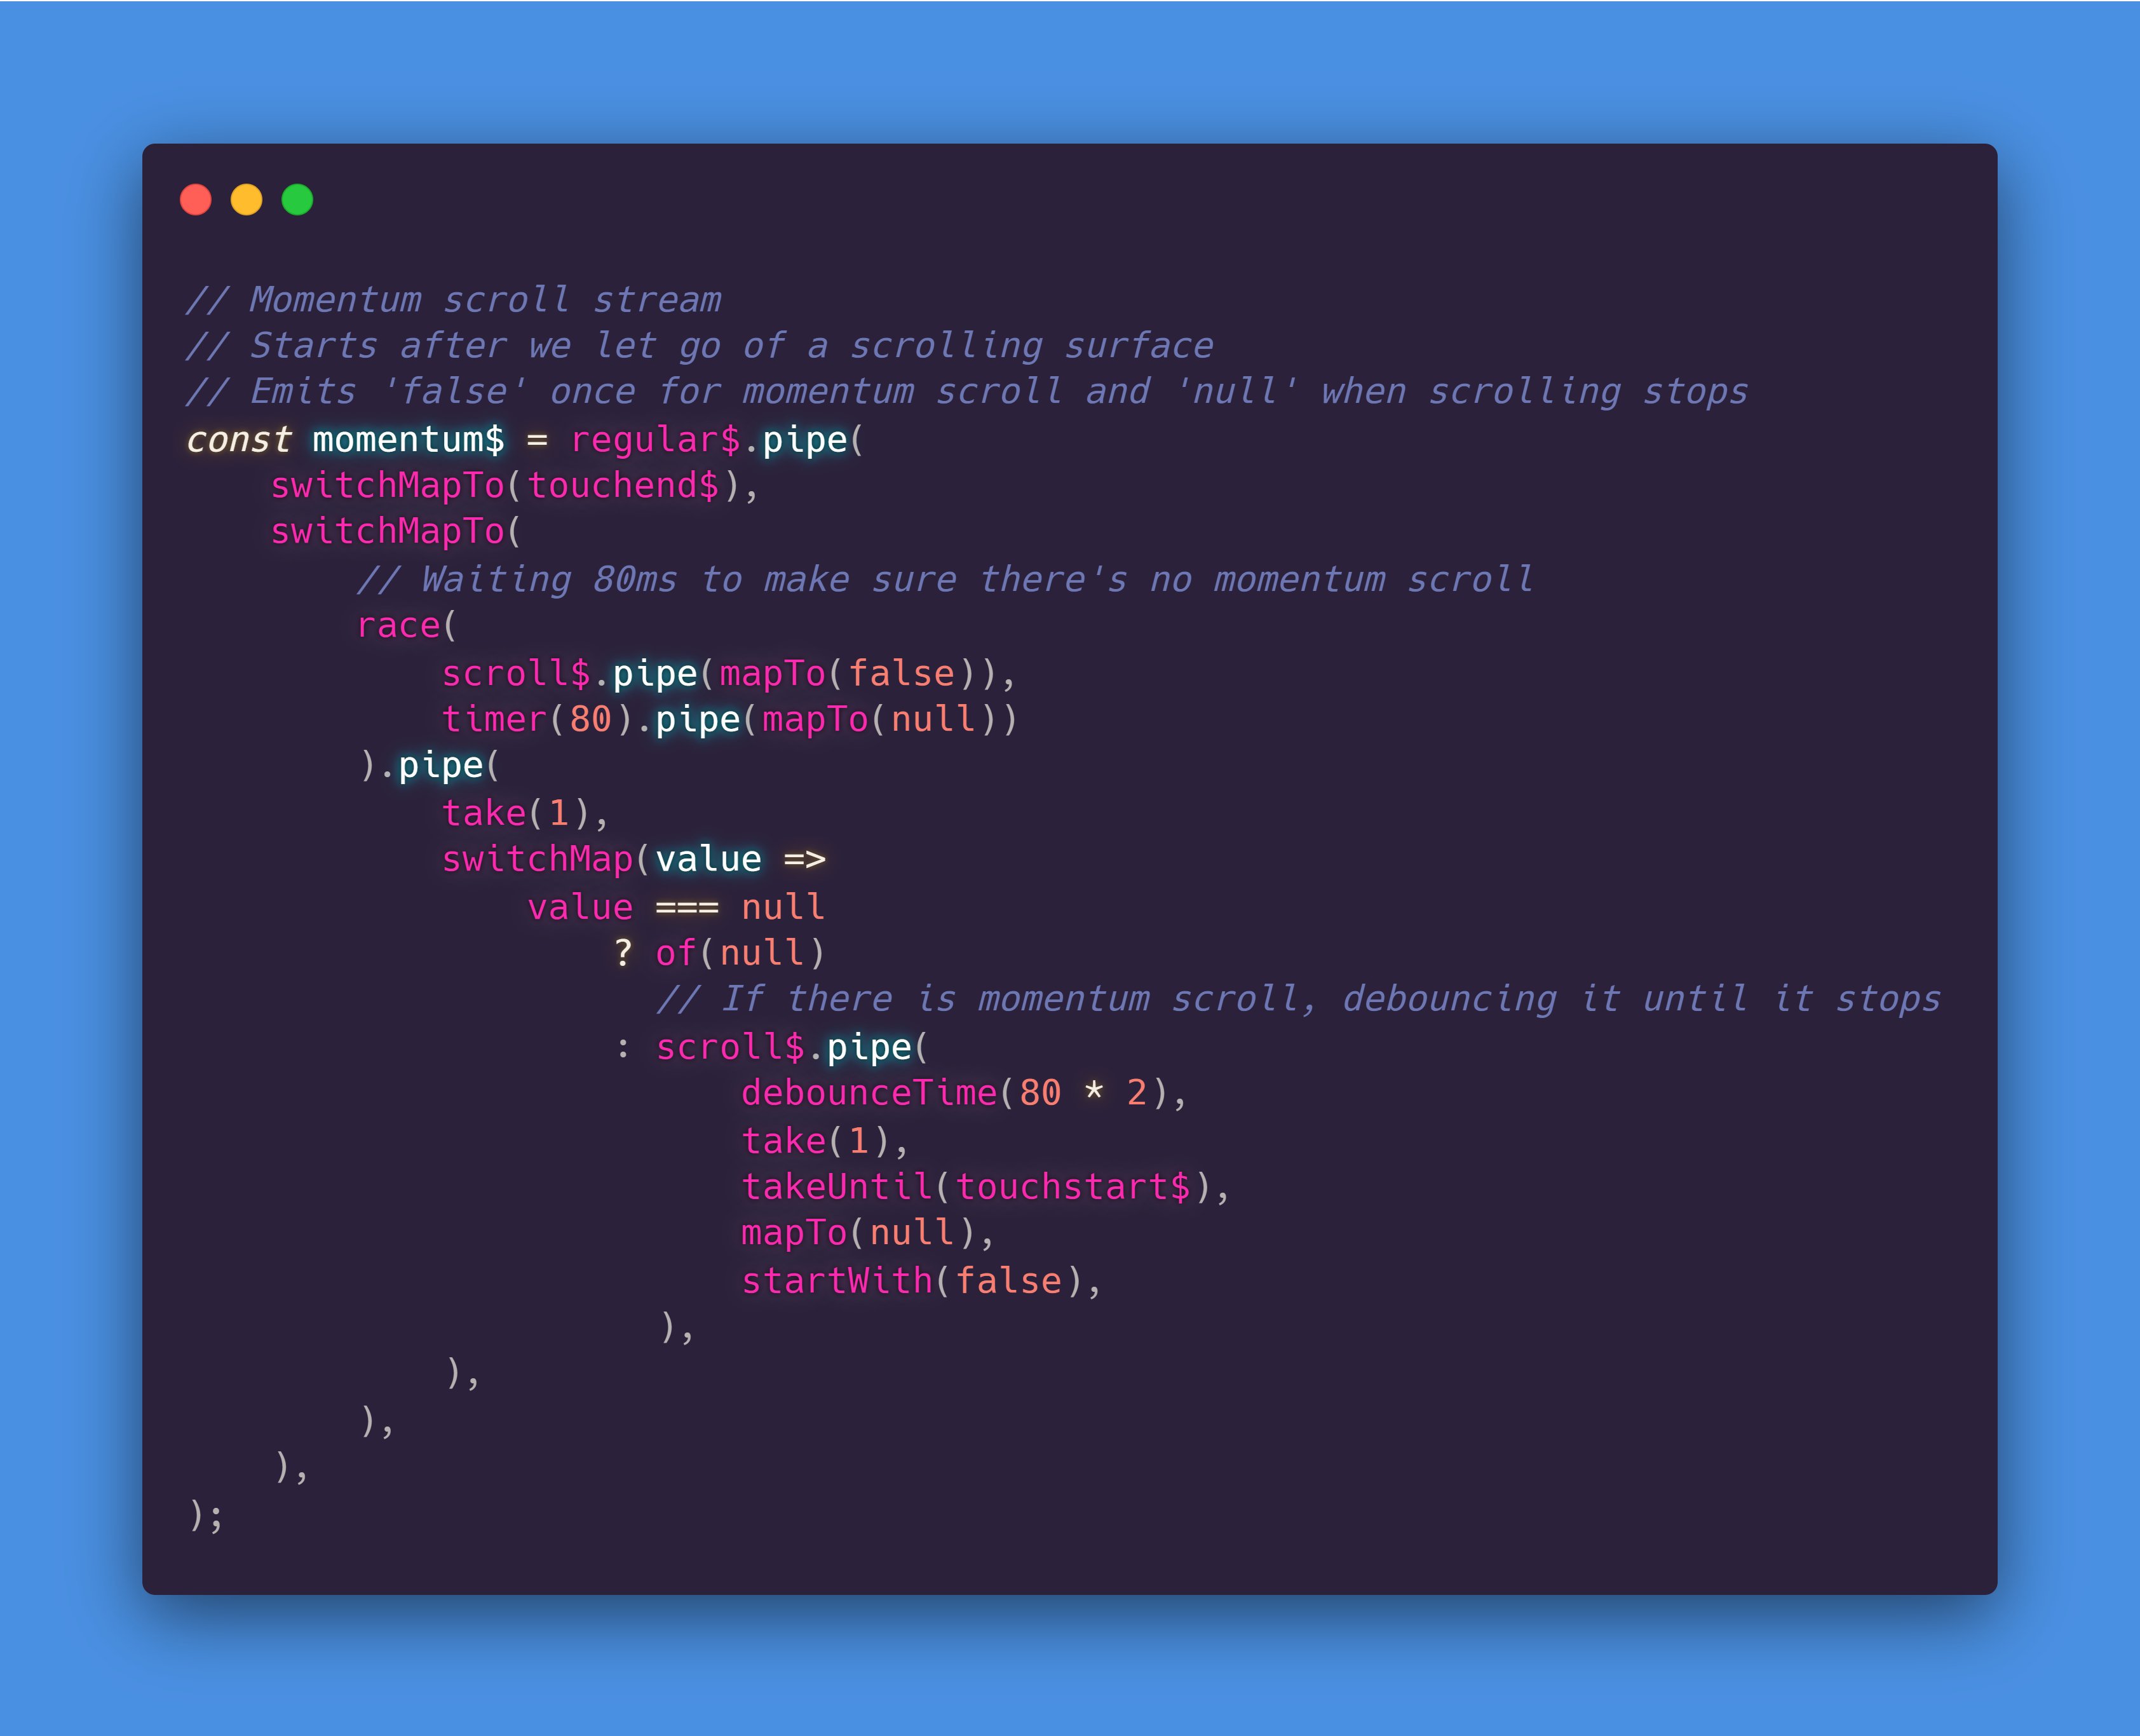 // Momentum scroll stream
// Starts after we let go of a scrolling surface
// Emits 'false' once for momentum scroll and 'null' when scrolling stops
const momentum$ = regular$.pipe(
    switchMapTo(touchend$),
    switchMapTo(
        // Waiting 80ms to make sure there's no momentum scroll
        race(
            scroll$.pipe(mapTo(false)),
            timer(80).pipe(mapTo(null))
        ).pipe(
            take(1),
            switchMap(value =>
                value === null
                    ? of(null)
                      // If there is momentum scroll, debouncing it until it stops
                    : scroll$.pipe(
                          debounceTime(80 * 2),
                          take(1),
                          takeUntil(touchstart$),
                          mapTo(null),
                          startWith(false),
                      ),
            ),
        ),
    ),
);